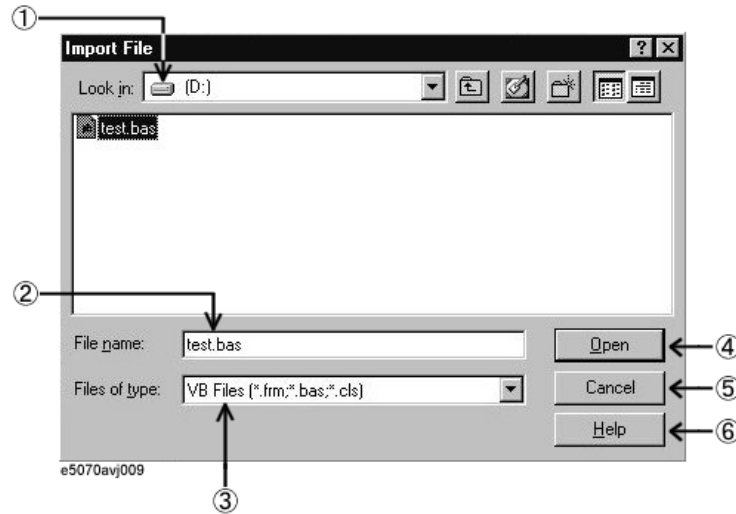 ①
Import File
Look in: (D:)
test.bas
②
File name: test.bas Open ④
Files of type: VB Files (*.frm;*.bas;*.cls) Cancel ⑤
Help ⑥
e5070avj009
③